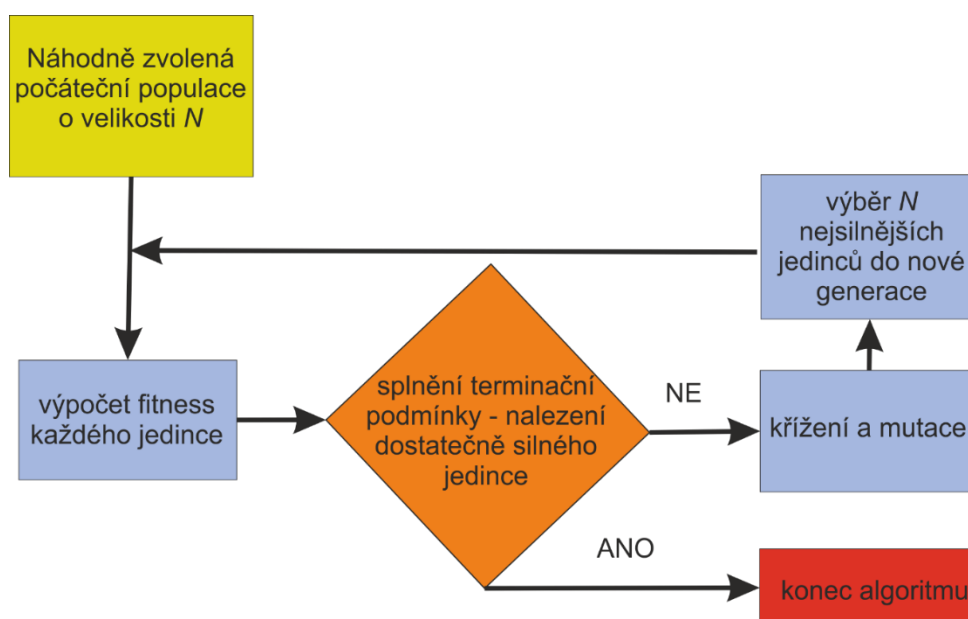 Náhodně zvolená
počáteční populace
o velikosti N
výběr N
nejsilnějších
jedinců do nové
generace
výpočet fitness
každého jedince
splnění terminační
podmínky - nalezení
dostatečně silného
jedince
NE
křížení a mutace
ANO
konec algoritmu